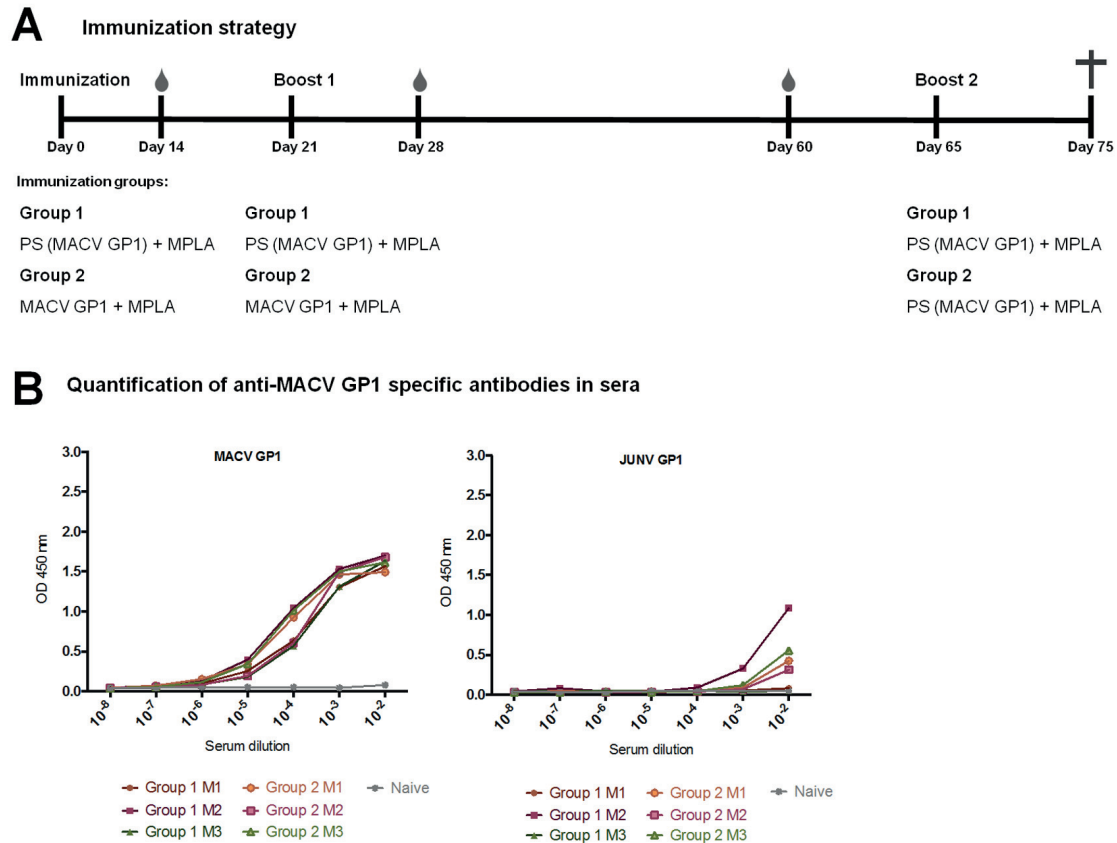 A Immunization strategy
Immunization Boost 1 Boost 2
Day 0 Day 14 Day 21 Day 28 Day 60 Day 65 Day 75
Immunization groups:
Group 1 Group 1 Group 1
PS (MACV GP1) + MPLA PS (MACV GP1) + MPLA PS (MACV GP1) + MPLA
Group 2 Group 2 Group 2
MACV GP1 + MPLA MACV GP1 + MPLA PS (MACV GP1) + MPLA
B Quantification of anti-MACV GP1 specific antibodies in sera
MACV GP1
OD 450 nm
3.0
2.5
2.0
1.5
1.0
0.5
0.0
10⁻⁸ 10⁻⁷ 10⁻⁶ 10⁻⁵ 10⁻⁴ 10⁻³ 10⁻²
Serum dilution
Group 1 M1 Group 2 M1 Naive
Group 1 M2 Group 2 M2
Group 1 M3 Group 2 M3
JUNV GP1
OD 450 nm
3.0
2.5
2.0
1.5
1.0
0.5
0.0
10⁻⁸ 10⁻⁷ 10⁻⁶ 10⁻⁵ 10⁻⁴ 10⁻³ 10⁻²
Serum dilution
Group 1 M1 Group 2 M1 Naive
Group 1 M2 Group 2 M2
Group 1 M3 Group 2 M3